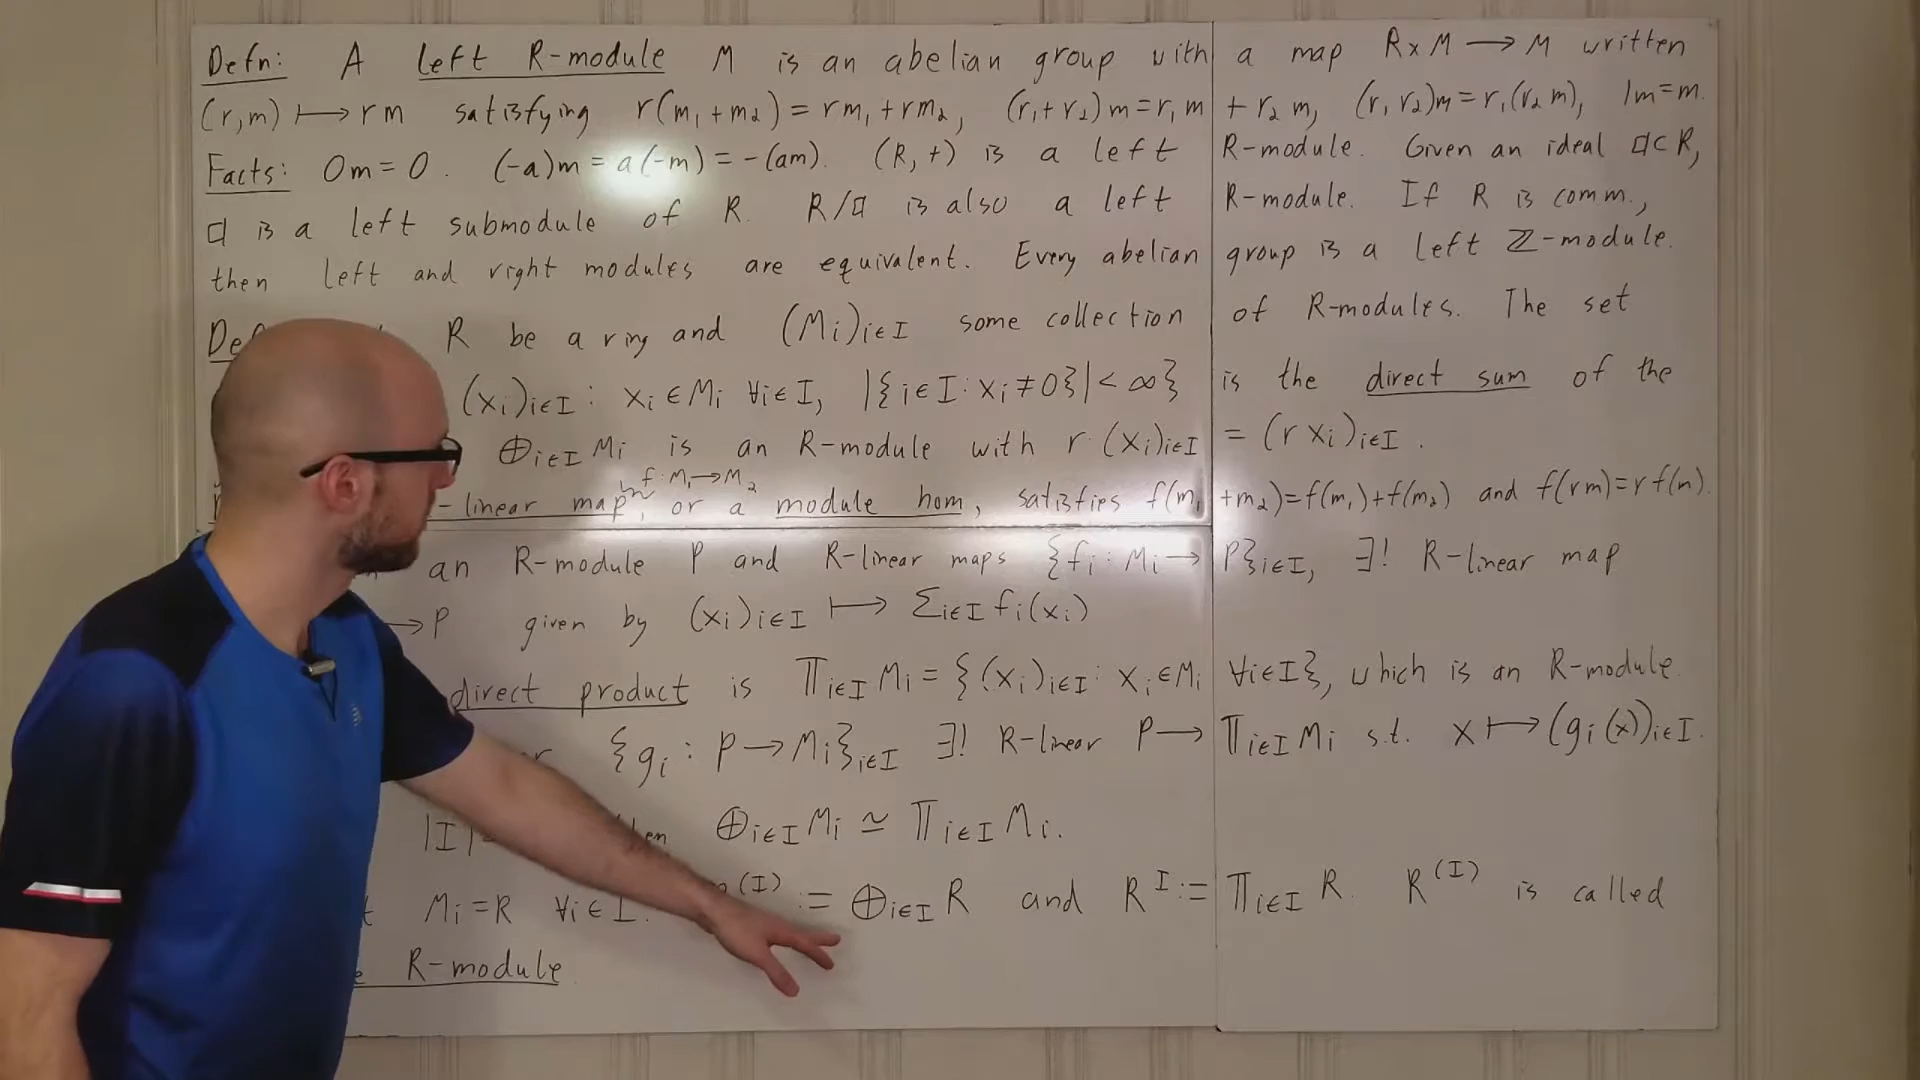 Defn: A left R-module M is an abelian group with a map R×M ⟶ M written
(r,m) ⟼ rm satisfying r(m₁+m₂)=rm₁+rm₂, (r₁+r₂)m=r₁m+r₂m, (r₁r₂)m=r₁(r₂m), 1m=m.
Facts: 0m=0. (-a)m=a(-m)=-(am). (R,+) is a left R-module. Given an ideal 𝔞⊂R,
𝔞 is a left submodule of R. R/𝔞 is also a left R-module. If R is comm.,
then left and right modules are equivalent. Every abelian group is a left ℤ-module.
R be a ring and (Mᵢ)ᵢ∈I some collection of R-modules. The set
(xᵢ)ᵢ∈I : xᵢ∈Mᵢ ∀i∈I, |{i∈I: xᵢ≠0}|<∞} is the direct sum of the
⊕ᵢ∈I Mᵢ is an R-module with r·(xᵢ)ᵢ∈I = (rxᵢ)ᵢ∈I.
f: M₁→M₂
-linear map, or a module hom, satisfies f(m₁+m₂)=f(m₁)+f(m₂) and f(rm)=rf(m).
an R-module P and R-linear maps {fᵢ: Mᵢ → P}ᵢ∈I, ∃! R-linear map
→P given by (xᵢ)ᵢ∈I ⟼ Σᵢ∈I fᵢ(xᵢ)
direct product is ∏ᵢ∈I Mᵢ = {(xᵢ)ᵢ∈I: xᵢ∈Mᵢ ∀i∈I}, which is an R-module.
{gᵢ: P→Mᵢ}ᵢ∈I ∃! R-linear P→ ∏ᵢ∈I Mᵢ s.t. x⟼(gᵢ(x))ᵢ∈I.
|I| ⊕ᵢ∈I Mᵢ ≃ ∏ᵢ∈I Mᵢ.
Mᵢ=R ∀i∈I. (I) := ⊕ᵢ∈I R and R^I := ∏ᵢ∈I R. R^(I) is called
R-module.